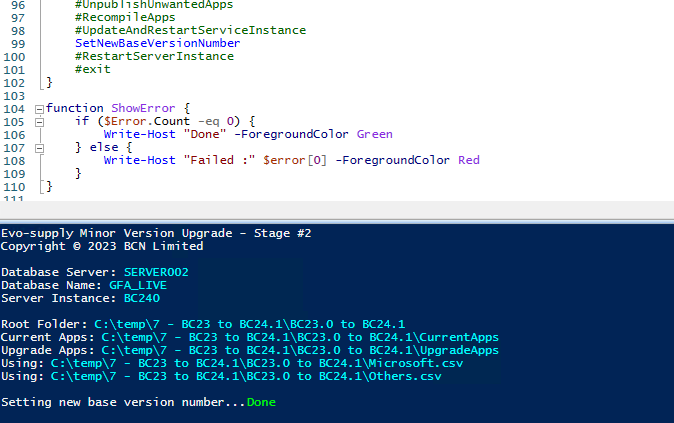 96 #UnpublishUnwantedApps
97 #RecompileApps
98 #UpdateAndRestartServiceInstance
99 SetNewBaseVersionNumber
100 #RestartServerInstance
101 #exit
102 }
103
104 function ShowError {
105 if ($Error.Count -eq 0) {
106 Write-Host "Done" -ForegroundColor Green
107 } else {
108 Write-Host "Failed :" $error[0] -ForegroundColor Red
109 }
110 }
111
Evo-supply Minor Version Upgrade - Stage #2
Copyright © 2023 BCN Limited
Database Server: SERVER002
Database Name: GFA_LIVE
Server Instance: BC240
Root Folder: C:\temp\7 - BC23 to BC24.1\BC23.0 to BC24.1
Current Apps: C:\temp\7 - BC23 to BC24.1\BC23.0 to BC24.1\CurrentApps
Upgrade Apps: C:\temp\7 - BC23 to BC24.1\BC23.0 to BC24.1\UpgradeApps
Using: C:\temp\7 - BC23 to BC24.1\BC23.0 to BC24.1\Microsoft.csv
Using: C:\temp\7 - BC23 to BC24.1\BC23.0 to BC24.1\Others.csv
Setting new base version number...Done